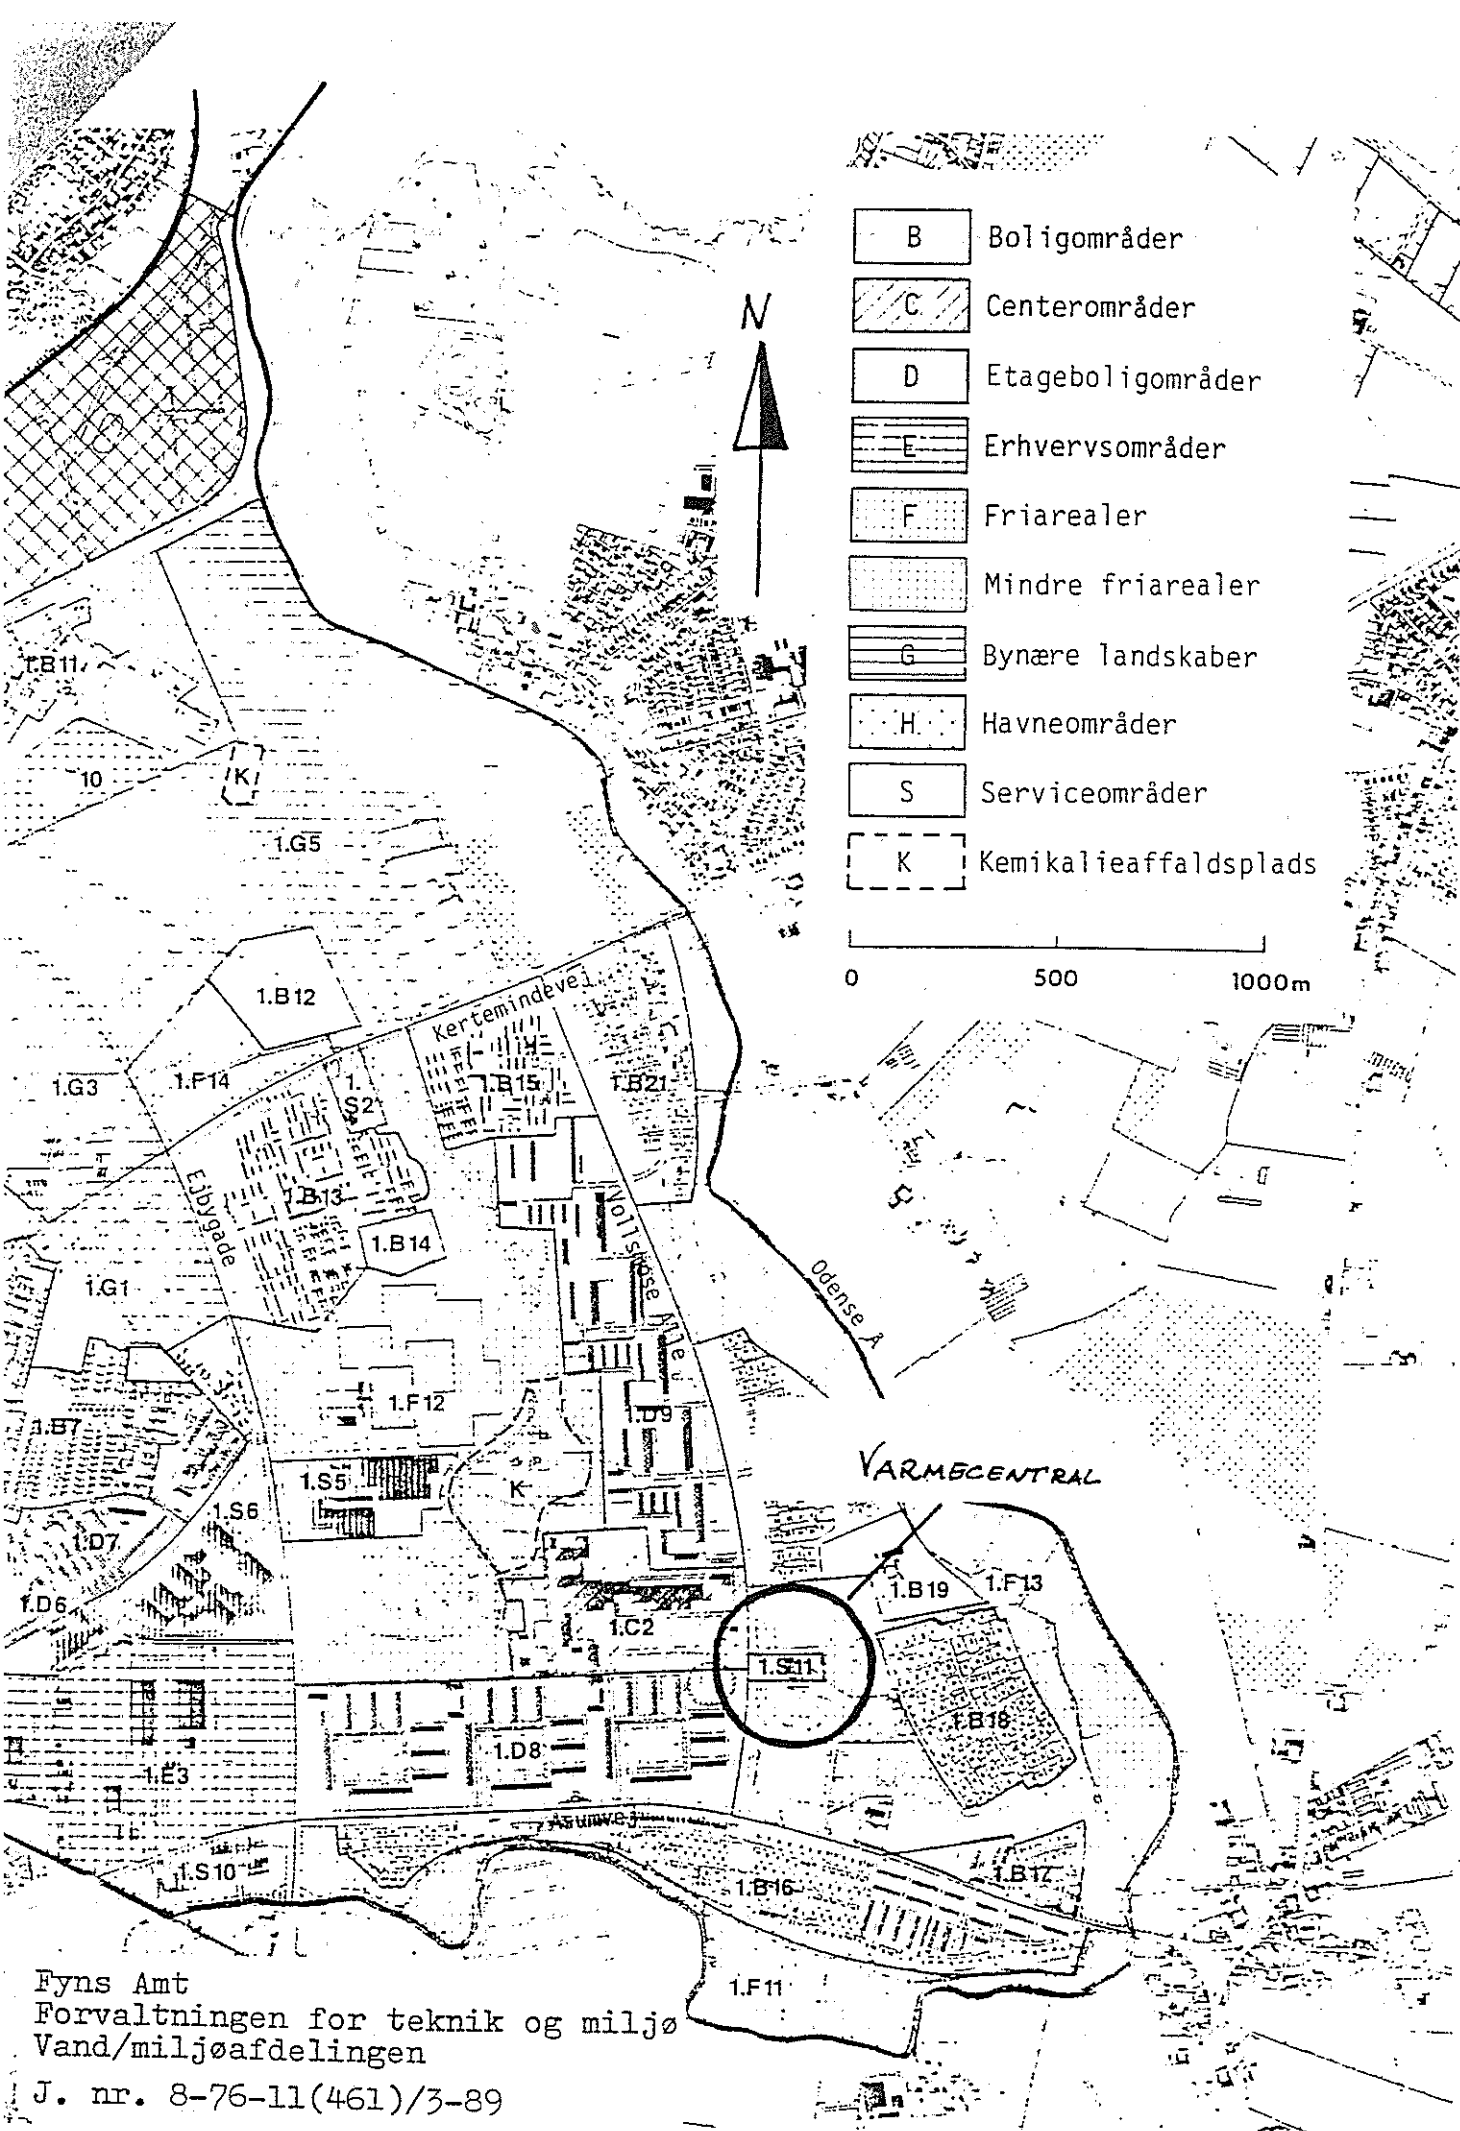 N
B Boligområder
C Centerområder
D Etageboligområder
E Erhvervsområder
F Friarealer
Mindre friarealer
G Bynære landskaber
H Havneområder
S Serviceområder
K Kemikalieaffaldsplads
0 500 1000m
1.B11
10
K
1.G5
1.B12
Kertemindevej
1.G3
1.F14
1.
S2
1.B15
1.B21
Ejbygade
1.B13
1.B14
Vollsmose Alle
1.G1
Odense Å
1.F12
1.B7
1.D9
VARMECENTRAL
1.S5
K
1.S6
1.D7
1.D6
1.B19
1.F13
1.C2
1.S11
1.B18
1.D8
1.E3
Åsumvej
1.S10
1.B16
1.B17
1.F11
Fyns Amt
Forvaltningen for teknik og miljø
Vand/miljøafdelingen
J. nr. 8-76-11(461)/3-89